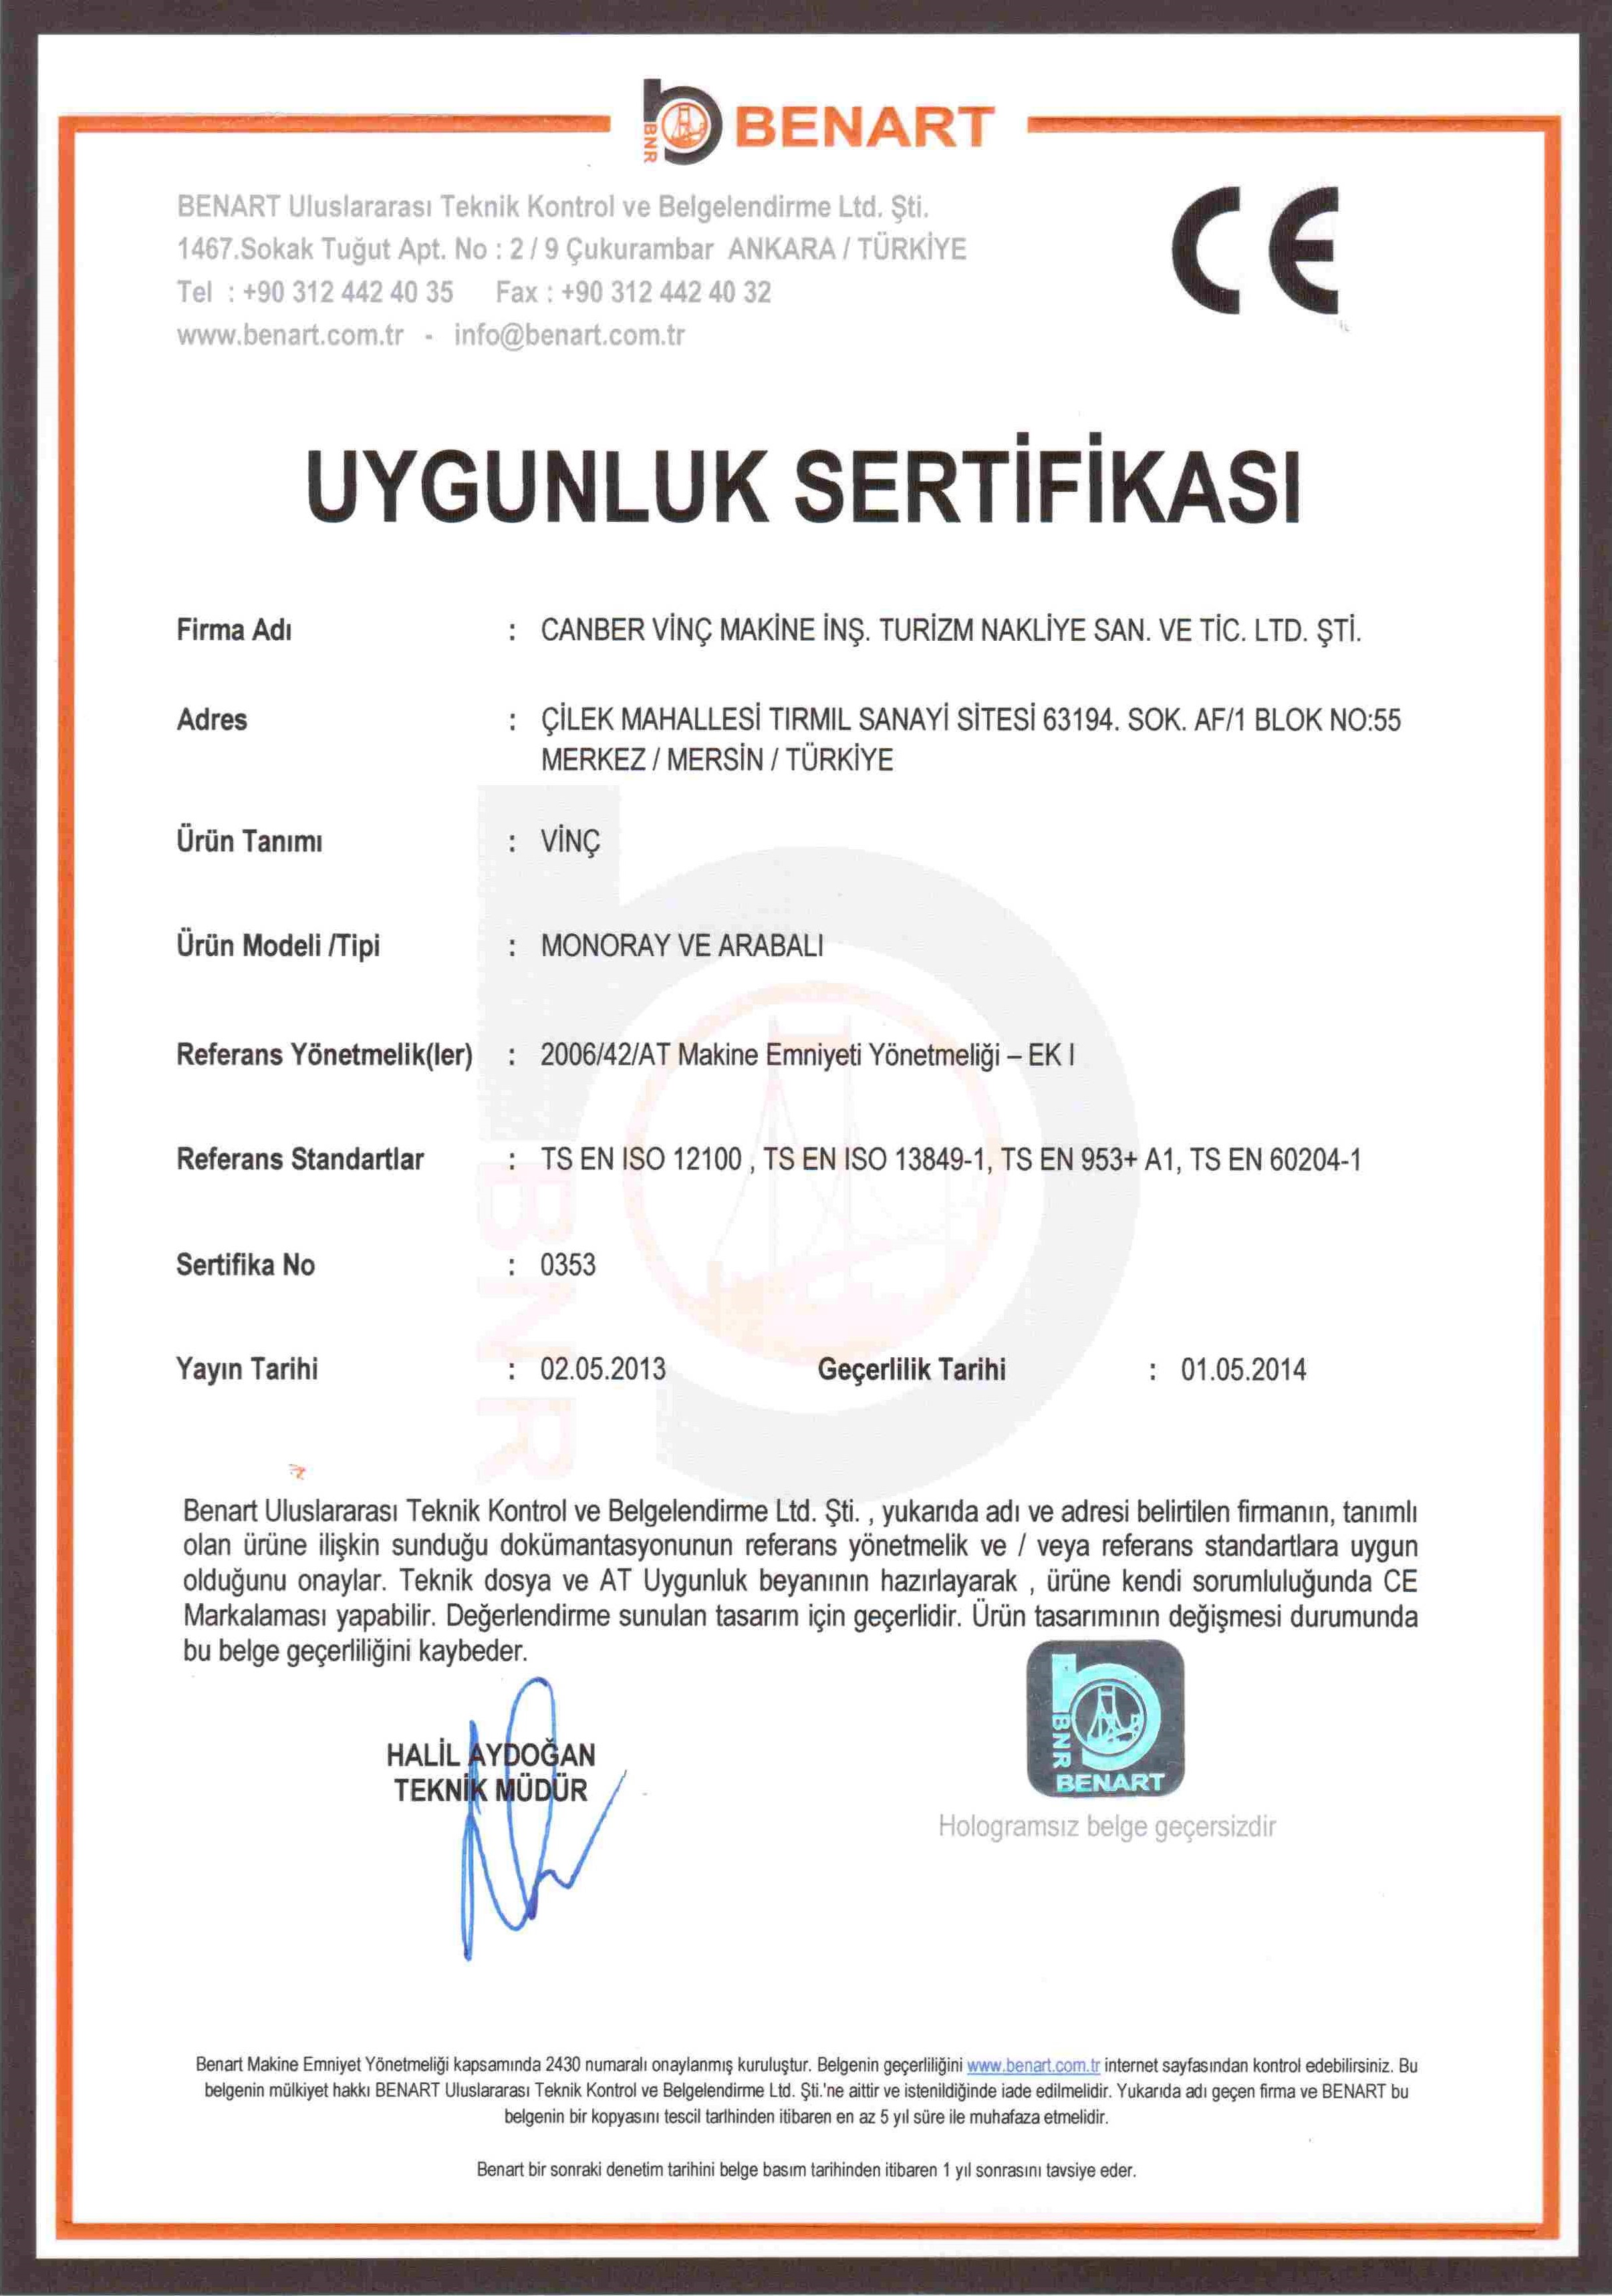 BNR BENART
BENART Uluslararası Teknik Kontrol ve Belgelendirme Ltd. Şti.
1467.Sokak Tuğut Apt. No : 2 / 9 Çukurambar ANKARA / TÜRKİYE
Tel : +90 312 442 40 35 Fax : +90 312 442 40 32
www.benart.com.tr - info@benart.com.tr
CE
UYGUNLUK SERTİFİKASI
Firma Adı : CANBER VİNÇ MAKİNE İNŞ. TURİZM NAKLİYE SAN. VE TİC. LTD. ŞTİ.
Adres : ÇİLEK MAHALLESİ TIRMIL SANAYİ SİTESİ 63194. SOK. AF/1 BLOK NO:55
MERKEZ / MERSİN / TÜRKİYE
Ürün Tanımı : VİNÇ
Ürün Modeli /Tipi : MONORAY VE ARABALI
Referans Yönetmelik(ler) : 2006/42/AT Makine Emniyeti Yönetmeliği – EK I
Referans Standartlar : TS EN ISO 12100 , TS EN ISO 13849-1, TS EN 953+ A1, TS EN 60204-1
Sertifika No : 0353
Yayın Tarihi : 02.05.2013 Geçerlilik Tarihi : 01.05.2014
BNR
Benart Uluslararası Teknik Kontrol ve Belgelendirme Ltd. Şti. , yukarıda adı ve adresi belirtilen firmanın, tanımlı
olan ürüne ilişkin sunduğu dokümantasyonunun referans yönetmelik ve / veya referans standartlara uygun
olduğunu onaylar. Teknik dosya ve AT Uygunluk beyanının hazırlayarak , ürüne kendi sorumluluğunda CE
Markalaması yapabilir. Değerlendirme sunulan tasarım için geçerlidir. Ürün tasarımının değişmesi durumunda
bu belge geçerliliğini kaybeder.
HALİL AYDOĞAN
TEKNİK MÜDÜR
BNR
BENART
Hologramsız belge geçersizdir
Benart Makine Emniyet Yönetmeliği kapsamında 2430 numaralı onaylanmış kuruluştur. Belgenin geçerliliğini www.benart.com.tr internet sayfasından kontrol edebilirsiniz. Bu
belgenin mülkiyet hakkı BENART Uluslararası Teknik Kontrol ve Belgelendirme Ltd. Şti.'ne aittir ve istenildiğinde iade edilmelidir. Yukarıda adı geçen firma ve BENART bu
belgenin bir kopyasını tescil tarihinden itibaren en az 5 yıl süre ile muhafaza etmelidir.
Benart bir sonraki denetim tarihini belge basım tarihinden itibaren 1 yıl sonrasını tavsiye eder.